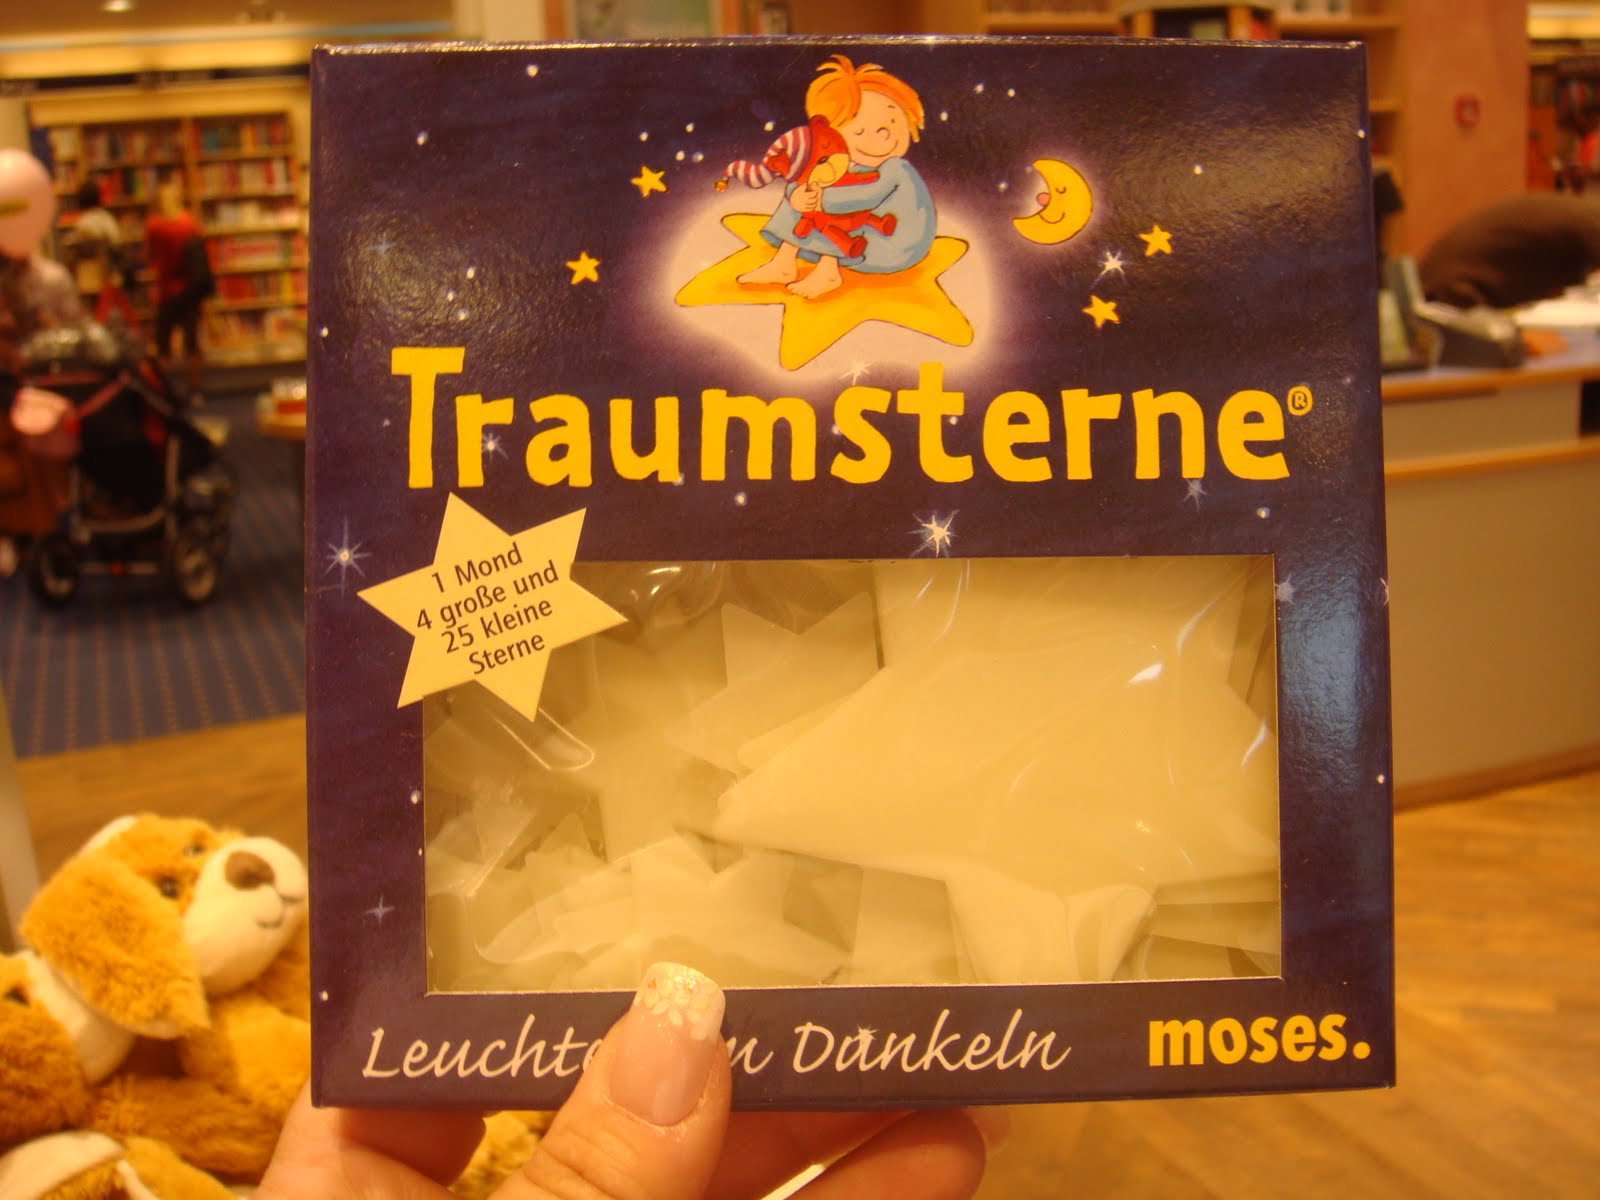 Traumsterne®
1 Mond
4 große und
25 kleine
Sterne
Dunkeln
moses.